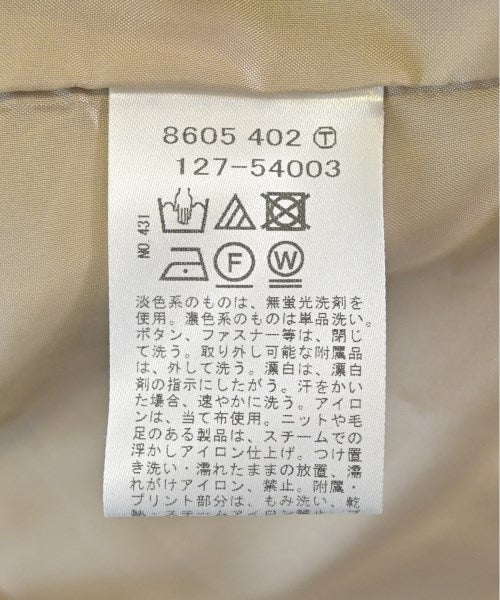 8605 402 Ⓣ
127-54003
NO.431
F
W
淡色系のものは、無蛍光洗剤を
使用。濃色系のものは単品洗い。
ボタン、ファスナー等は、閉じ
て洗う。取り外し可能な附属品
は、外して洗う。漂白は、漂白
剤の指示にしたがう。汗をかい
た場合、速やかに洗う。アイロ
ンは、当て布使用。ニットや毛
足のある製品は、スチームでの
浮かしアイロン仕上げ。つけ置
き洗い・濡れたままの放置、濡
れがけアイロン、禁止。附属・
プリント部分は、もみ洗い、乾